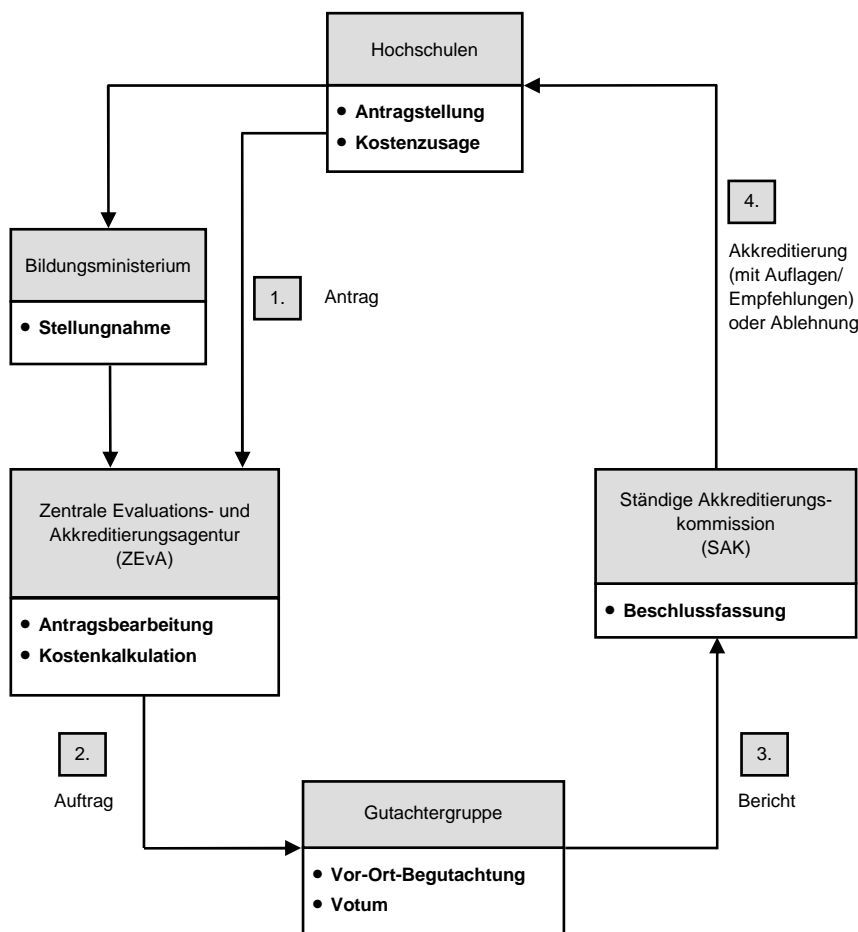 Hochschulen
• Antragstellung
• Kostenzusage
4.
Akkreditierung
(mit Auflagen/
Empfehlungen)
oder Ablehnung
Bildungsministerium
• Stellungnahme
1.
Antrag
Zentrale Evaluations- und
Akkreditierungsagentur
(ZEvA)
• Antragsbearbeitung
• Kostenkalkulation
Ständige Akkreditierungs-
kommission
(SAK)
• Beschlussfassung
2.
Auftrag
3.
Bericht
Gutachtergruppe
• Vor-Ort-Begutachtung
• Votum